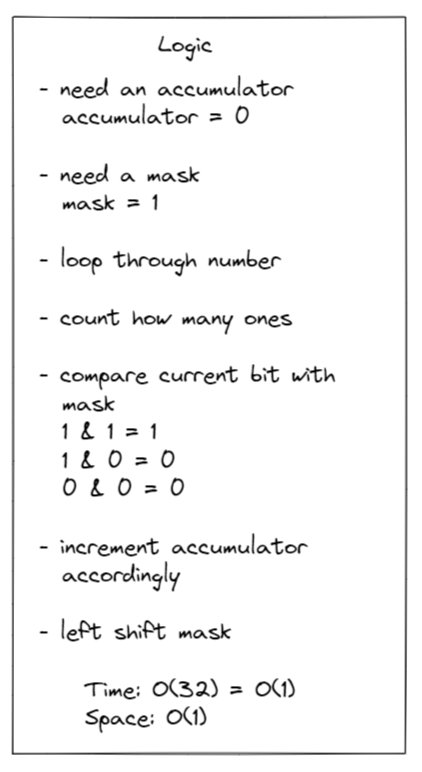 Logic
- need an accumulator
accumulator = 0
- need a mask
mask = 1
- loop through number
- count how many ones
- compare current bit with
mask
1 & 1 = 1
1 & 0 = 0
0 & 0 = 0
- increment accumulator
accordingly
- left shift mask
Time: O(32) = O(1)
Space: O(1)